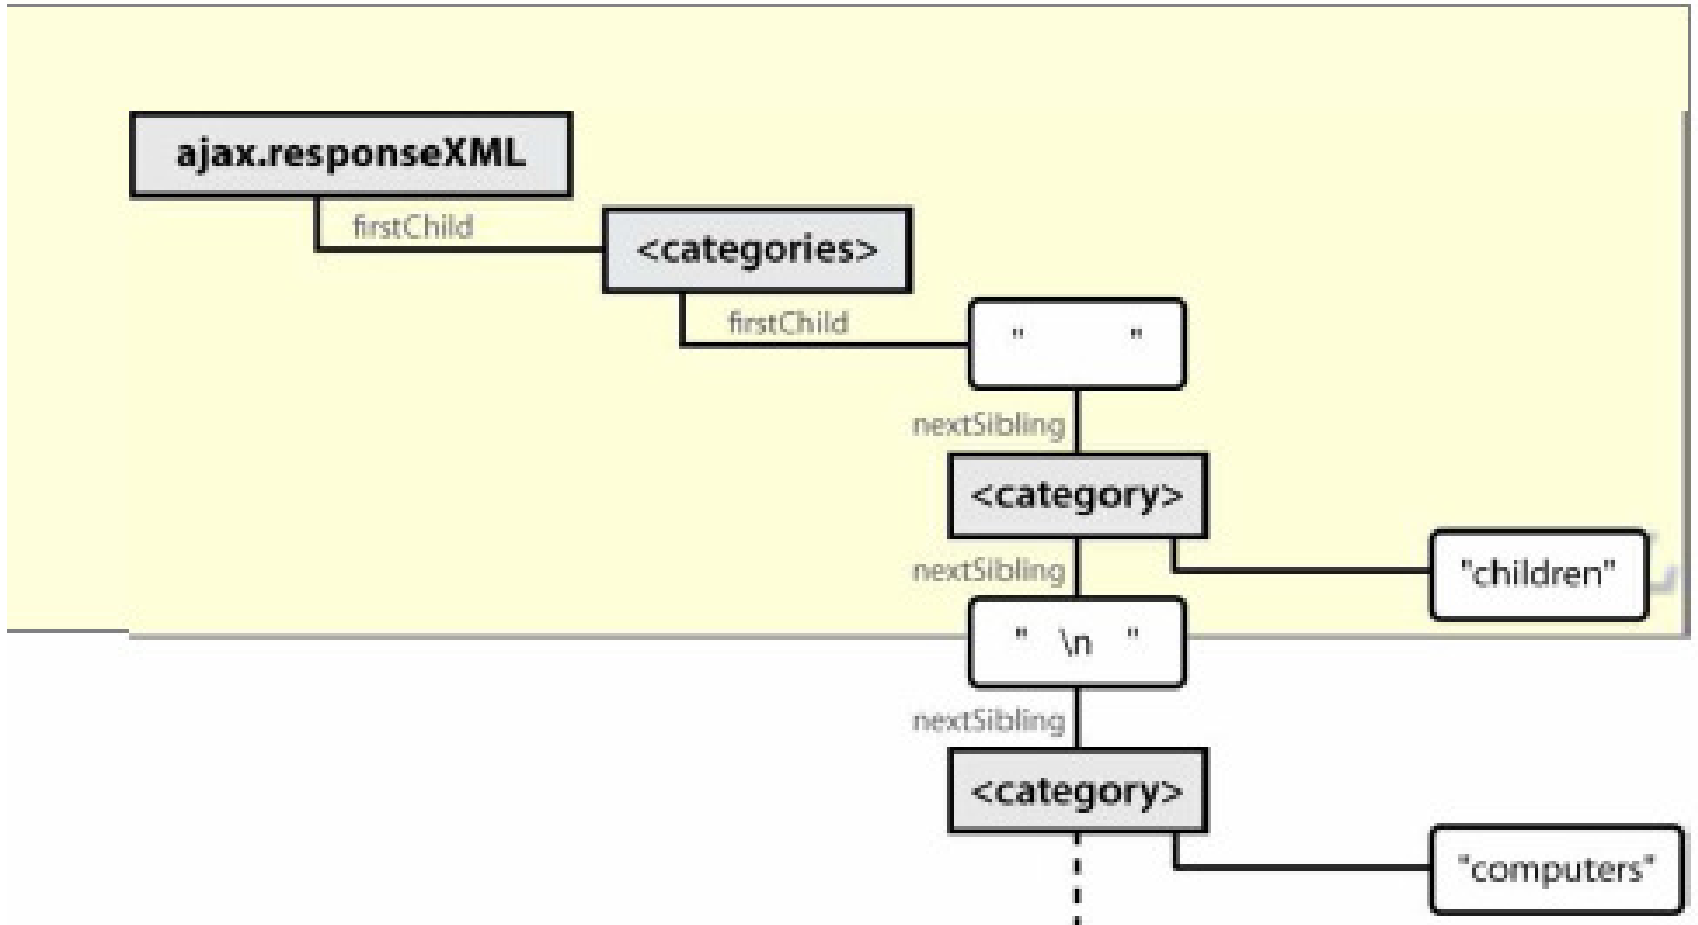 ajax.responseXML
firstChild
<categories>
firstChild
" "
nextSibling
<category>
nextSibling
"children"
" \n "
nextSibling
<category>
"computers"